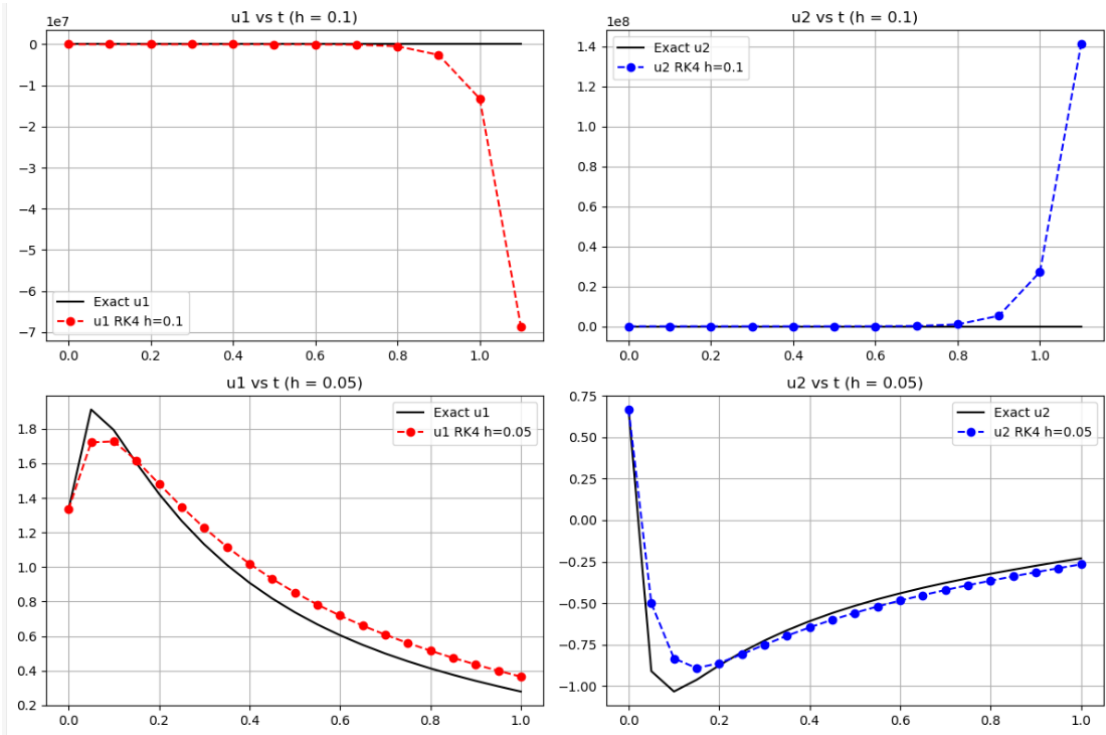 u1 vs t (h = 0.1)
1e7
0
−1
−2
−3
−4
−5
−6
−7
Exact u1
u1 RK4 h=0.1
0.0 0.2 0.4 0.6 0.8 1.0
u2 vs t (h = 0.1)
1e8
1.4
1.2
1.0
0.8
0.6
0.4
0.2
0.0
Exact u2
u2 RK4 h=0.1
0.0 0.2 0.4 0.6 0.8 1.0
u1 vs t (h = 0.05)
1.8
1.6
1.4
1.2
1.0
0.8
0.6
0.4
0.2
Exact u1
u1 RK4 h=0.05
0.0 0.2 0.4 0.6 0.8 1.0
u2 vs t (h = 0.05)
0.75
0.50
0.25
0.00
−0.25
−0.50
−0.75
−1.00
Exact u2
u2 RK4 h=0.05
0.0 0.2 0.4 0.6 0.8 1.0